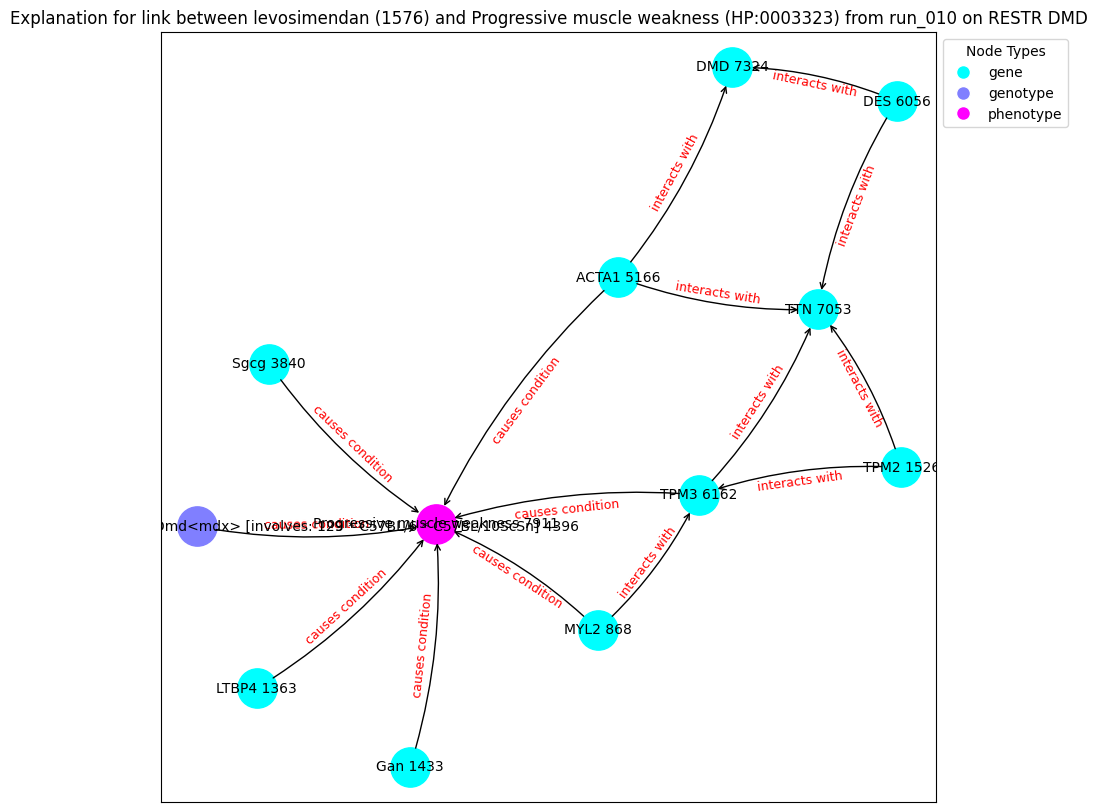 Explanation for link between levosimendan (1576) and Progressive muscle weakness (HP:0003323) from run_010 on RESTR DMD
Node Types
gene
genotype
phenotype
DMD 7324
interacts with
DES 6056
interacts with
interacts with
ACTA1 5166
interacts with
TTN 7053
Sgcg 3840
causes condition
causes condition
interacts with
interacts with
TPM2 1526
interacts with
TPM3 6162
causes condition
Progressive muscle weakness 7911
causes condition
Dmd<mdx> [involves: 129 * C57BL/ * C57BL/10ScSn] 4396
causes condition
interacts with
MYL2 868
causes condition
causes condition
LTBP4 1363
Gan 1433